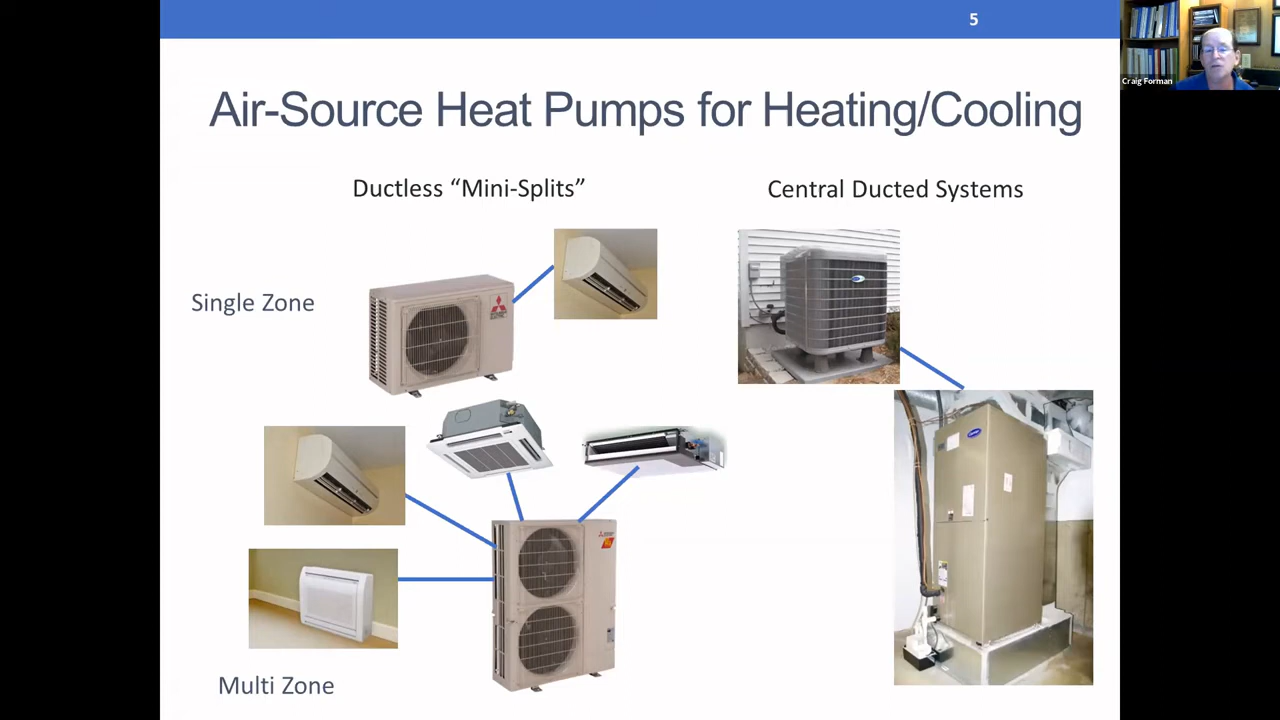 5
Craig Forman
Air-Source Heat Pumps for Heating/Cooling
Ductless “Mini-Splits”
Central Ducted Systems
Single Zone
Multi Zone